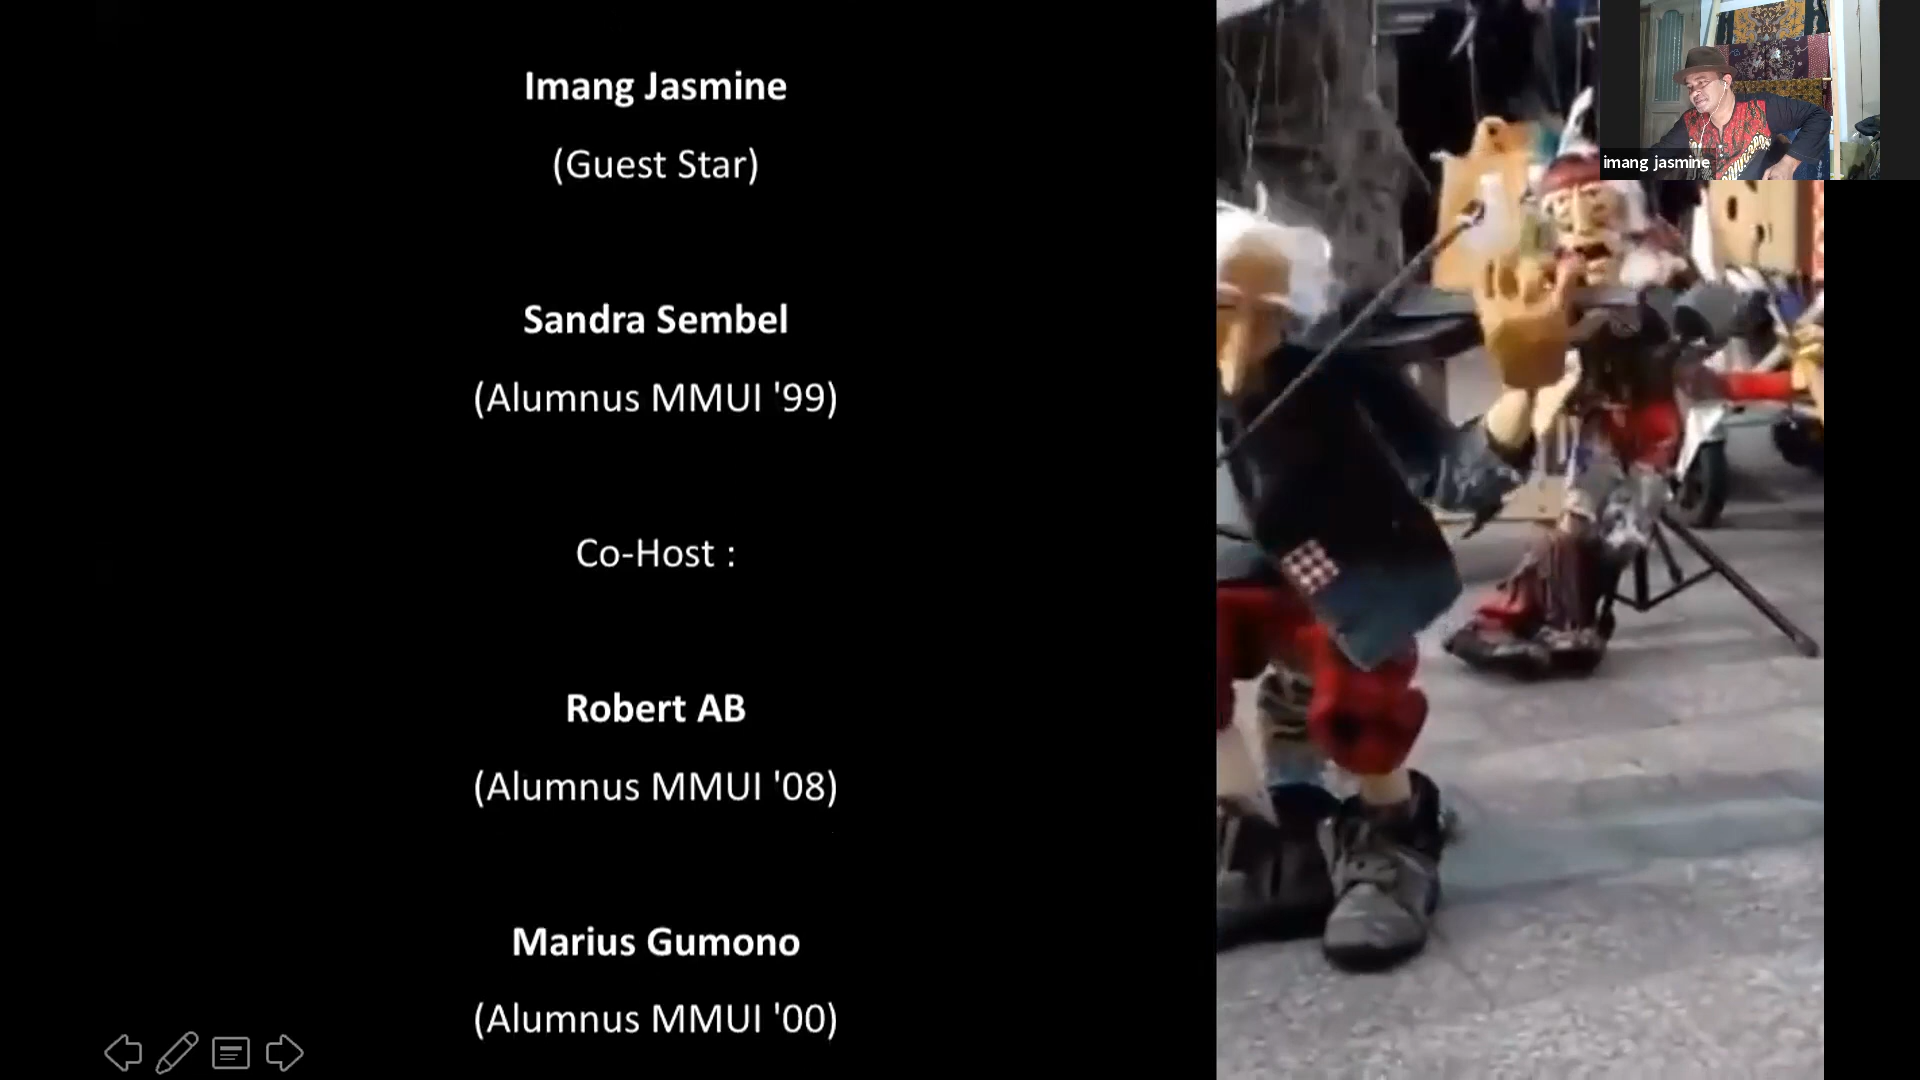 Imang Jasmine
(Guest Star)
Sandra Sembel
(Alumnus MMUI '99)
Co-Host :
Robert AB
(Alumnus MMUI '08)
Marius Gumono
(Alumnus MMUI '00)
imang jasmine